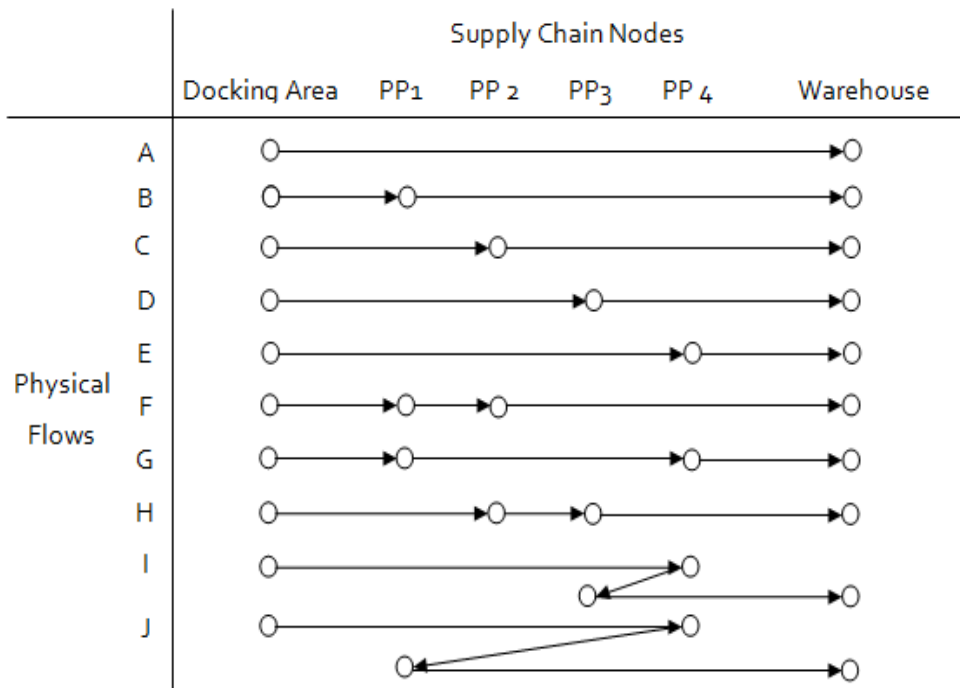 Supply Chain Nodes
Docking Area PP1 PP 2 PP3 PP 4 Warehouse
A
B
C
D
E
Physical
Flows
F
G
H
I
J